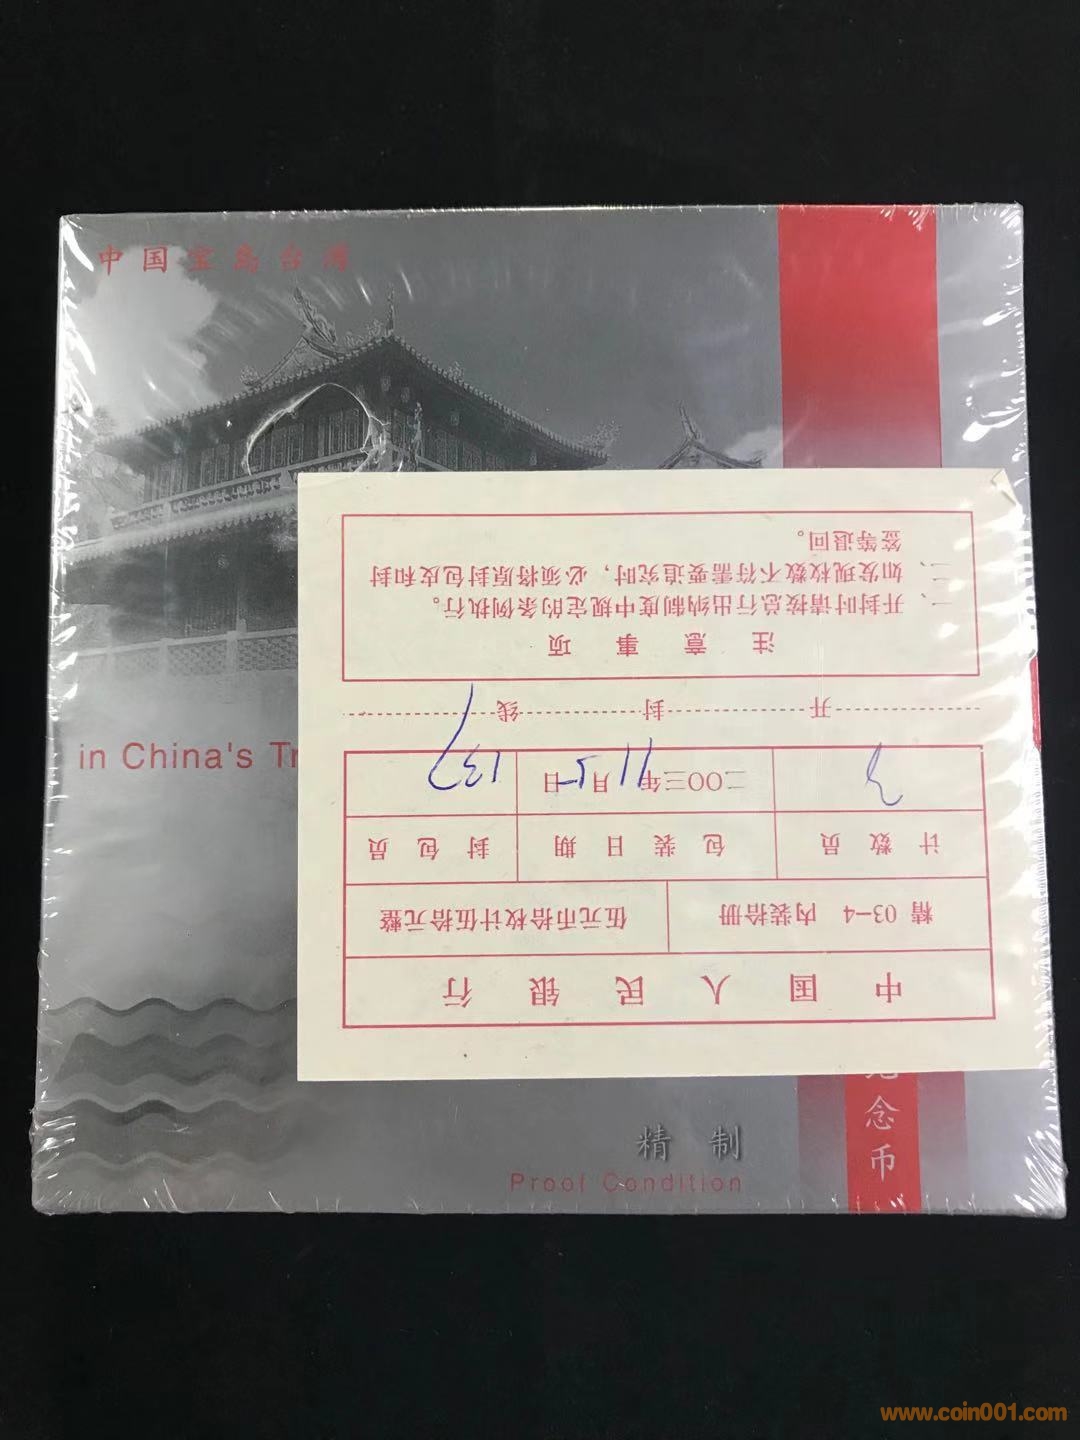 中国宝岛台湾
in China's Tr
中国人民银行
精 03—4 内装拾册 伍元币拾枚计伍拾元整
计数员 包装日期 封包员
二〇〇三年11月5日 137
开封线
注意事项
一、开封时请按总行出纳制度中规定的条例执行。
二、如发现枚数不符需要追究时，必须将原封包皮和封
签等退回。
纪念币
精制
Proof Condition
www.coin001.com